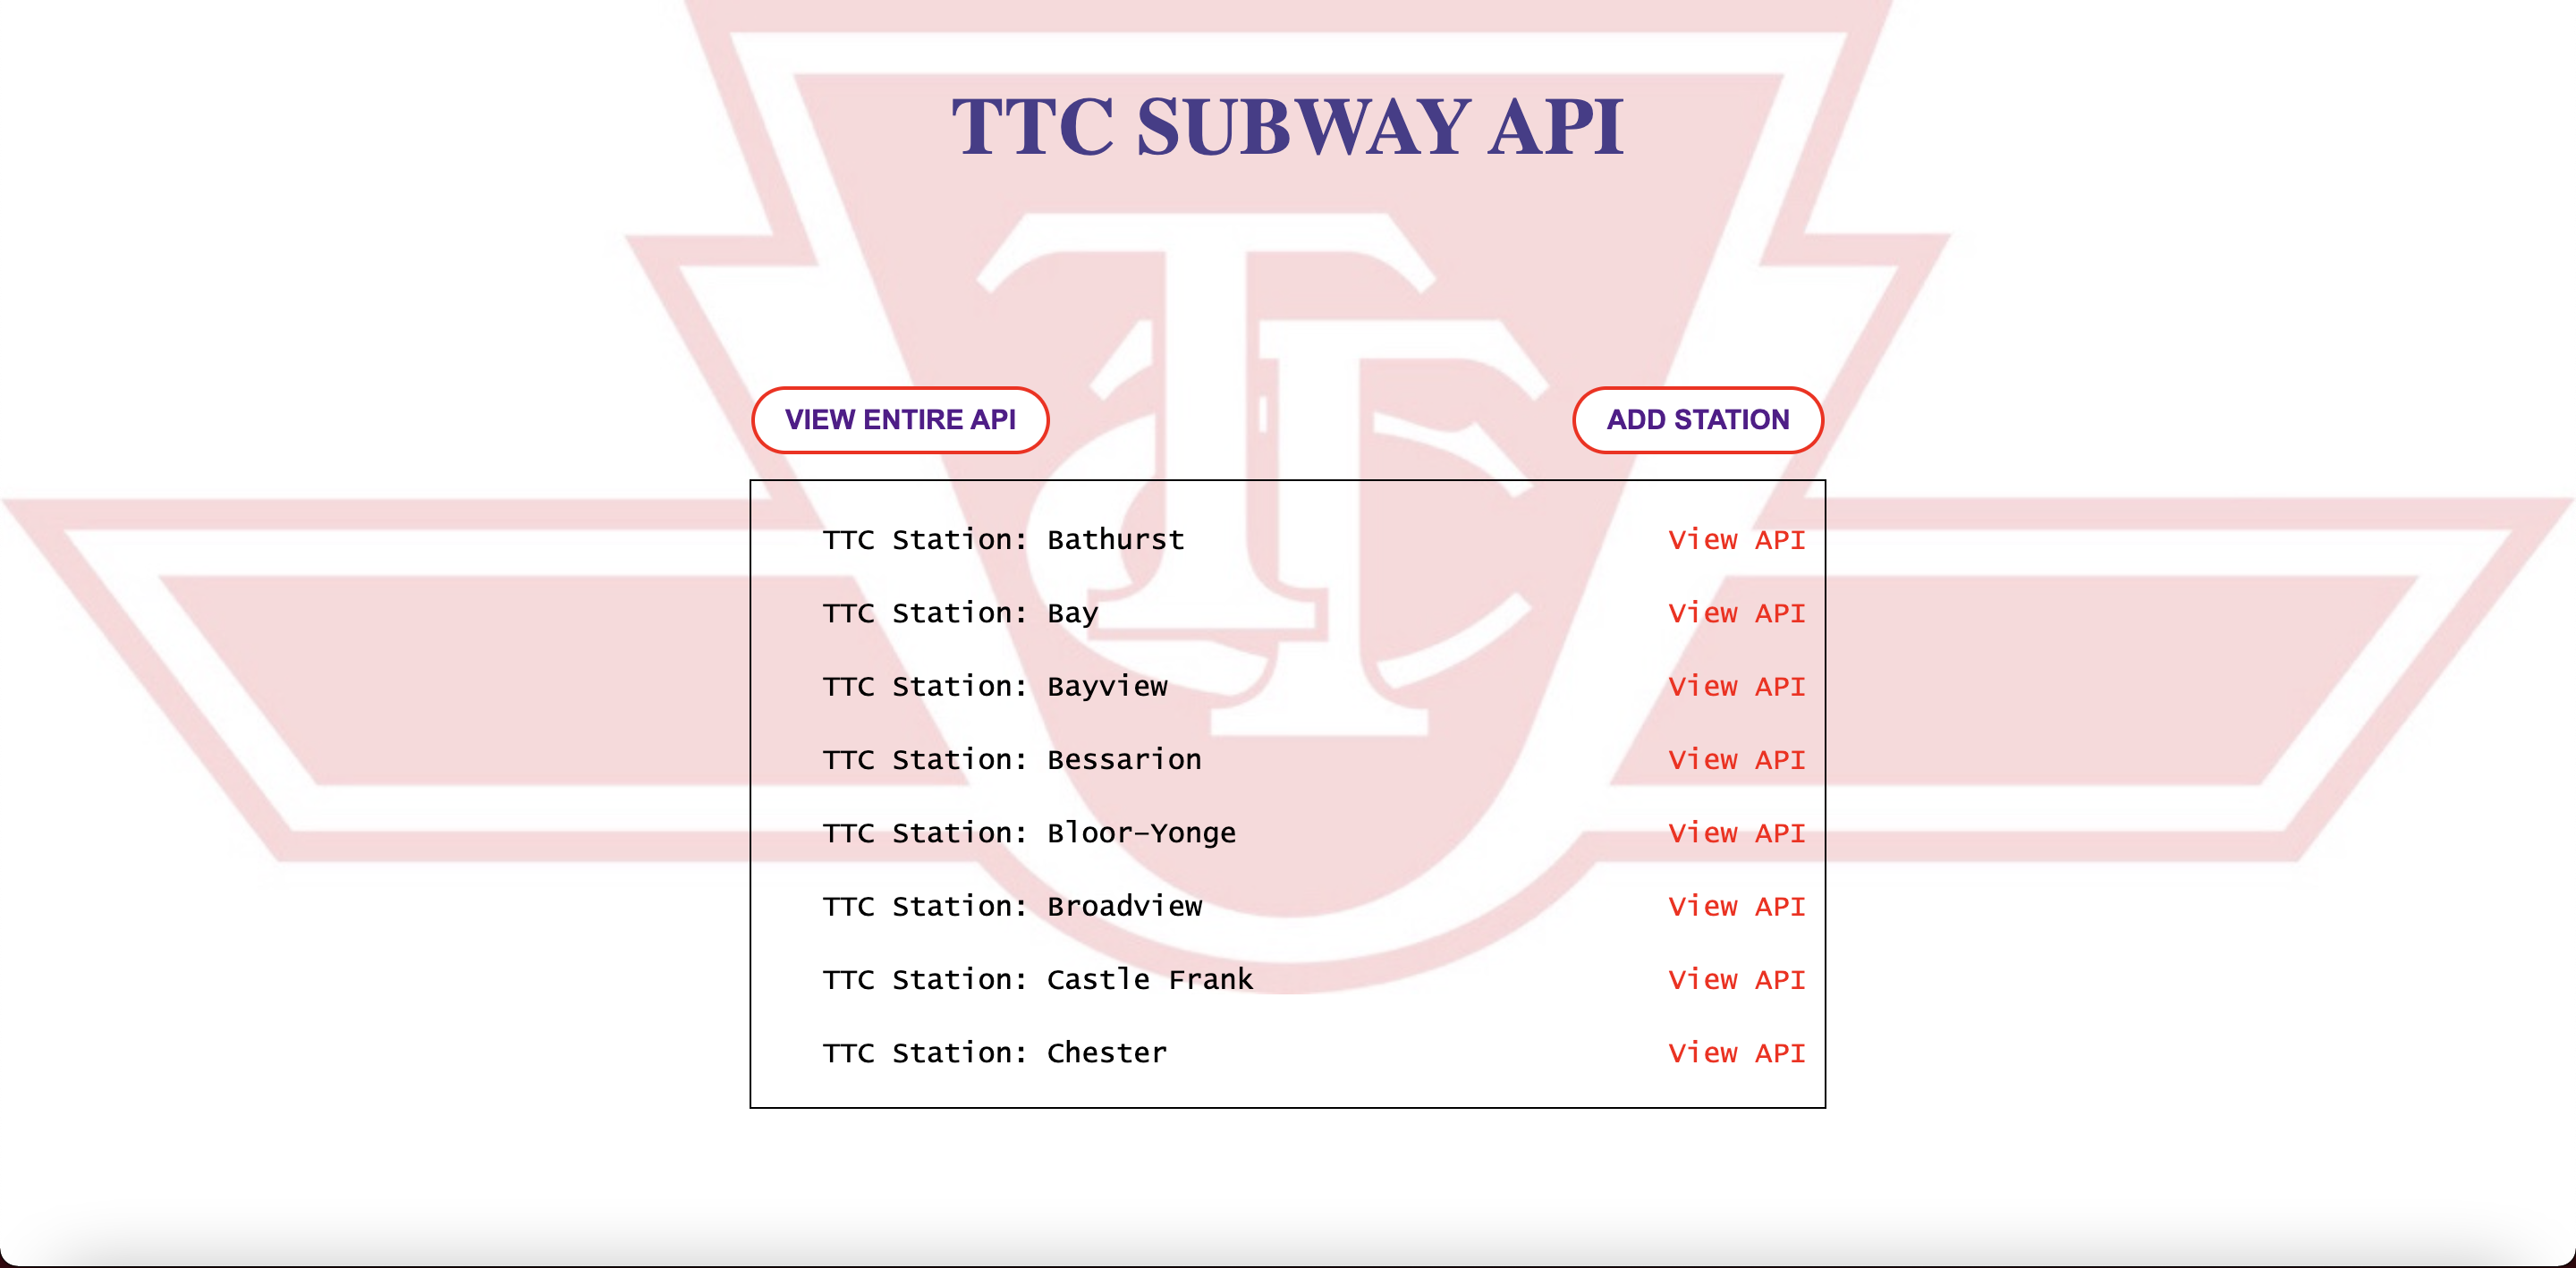 TTC SUBWAY API
TTC
VIEW ENTIRE API ADD STATION
TTC Station: Bathurst View API
TTC Station: Bay View API
TTC Station: Bayview View API
TTC Station: Bessarion View API
TTC Station: Bloor-Yonge View API
TTC Station: Broadview View API
TTC Station: Castle Frank View API
TTC Station: Chester View API